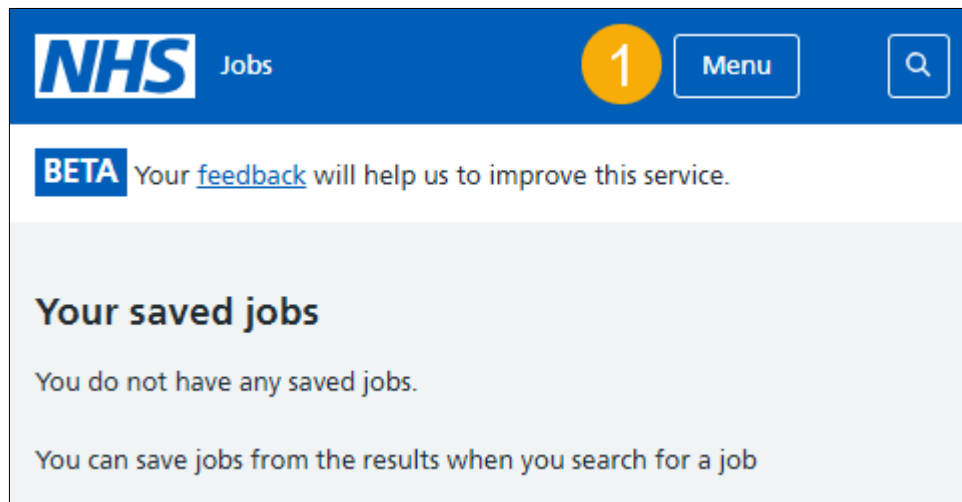 NHS Jobs 1 Menu
BETA Your feedback will help us to improve this service.
Your saved jobs
You do not have any saved jobs.
You can save jobs from the results when you search for a job